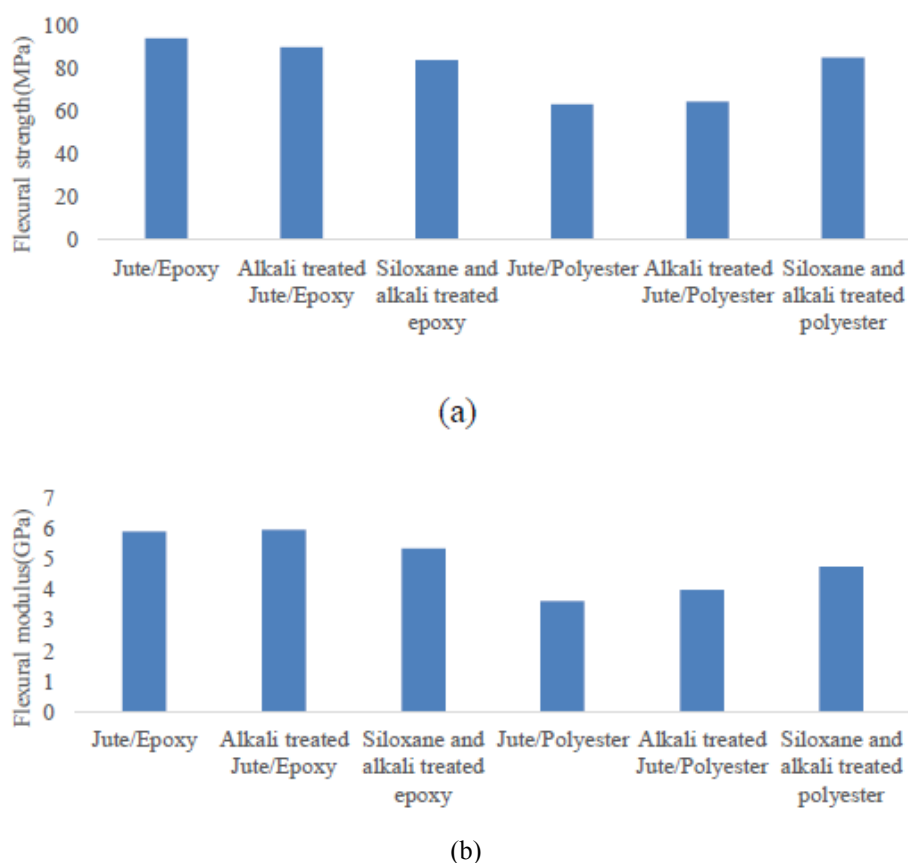 100
80
60
40
20
0
Flexural strength(MPa)
Jute/Epoxy
Alkali treated
Jute/Epoxy
Siloxane and
alkali treated
epoxy
Jute/Polyester
Alkali treated
Jute/Polyester
Siloxane and
alkali treated
polyester
(a)
7
6
5
4
3
2
1
0
Flexural modulus(GPa)
Jute/Epoxy
Alkali treated
Jute/Epoxy
Siloxane and
alkali treated
epoxy
Jute/Polyester
Alkali treated
Jute/Polyester
Siloxane and
alkali treated
polyester
(b)